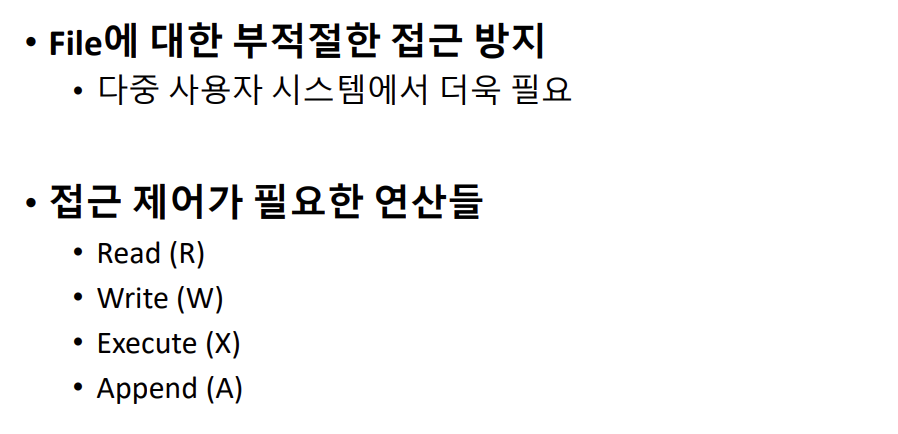 • File에 대한 부적절한 접근 방지
• 다중 사용자 시스템에서 더욱 필요
• 접근 제어가 필요한 연산들
• Read (R)
• Write (W)
• Execute (X)
• Append (A)